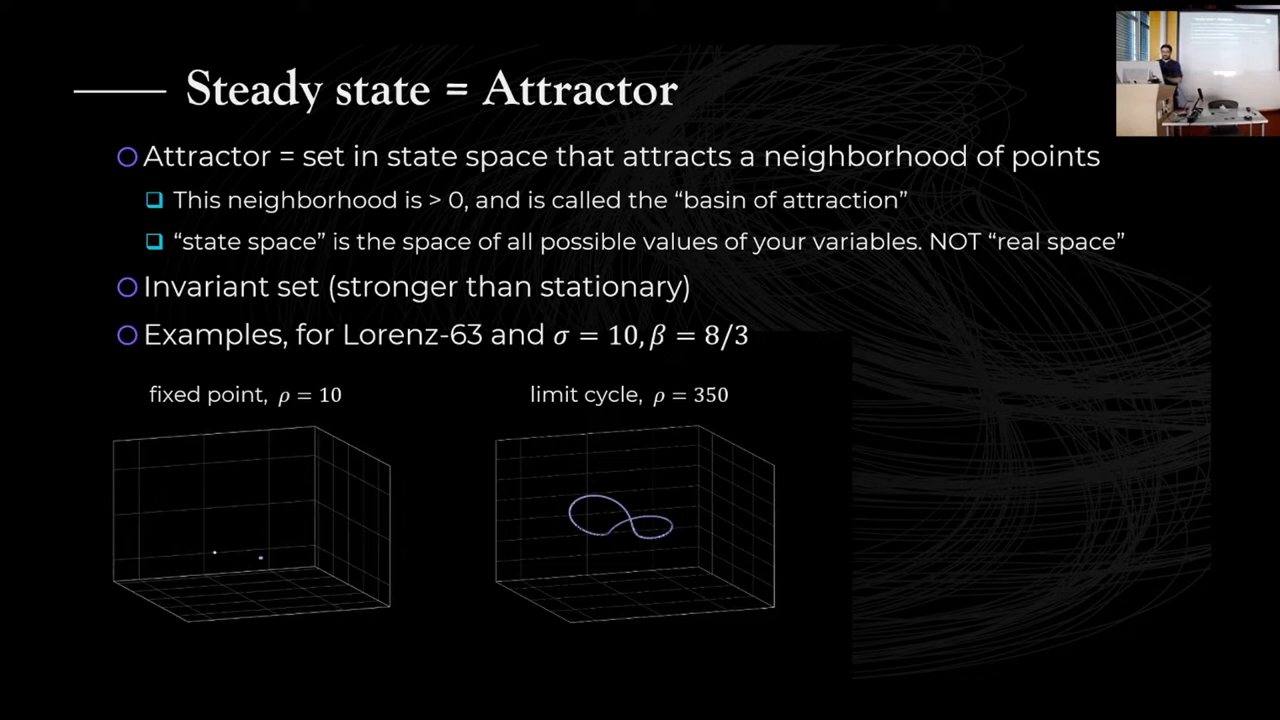 Steady state = Attractor
Attractor = set in state space that attracts a neighborhood of points
This neighborhood is > 0, and is called the “basin of attraction”
“state space” is the space of all possible values of your variables. NOT “real space”
Invariant set (stronger than stationary)
Examples, for Lorenz-63 and σ = 10, β = 8/3
fixed point, ρ = 10
limit cycle, ρ = 350